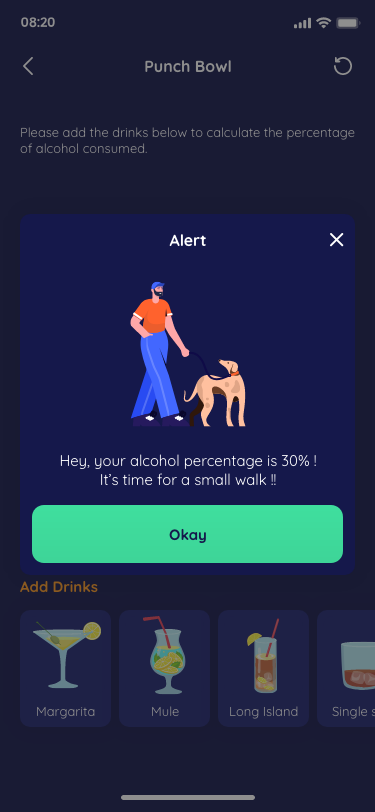 08:20
Punch Bowl
Please add the drinks below to calculate the percentage
of alcohol consumed.
Alert
Hey, your alcohol percentage is 30% !
It's time for a small walk !!
Okay
Add Drinks
Margarita
Mule
Long Island
Single s